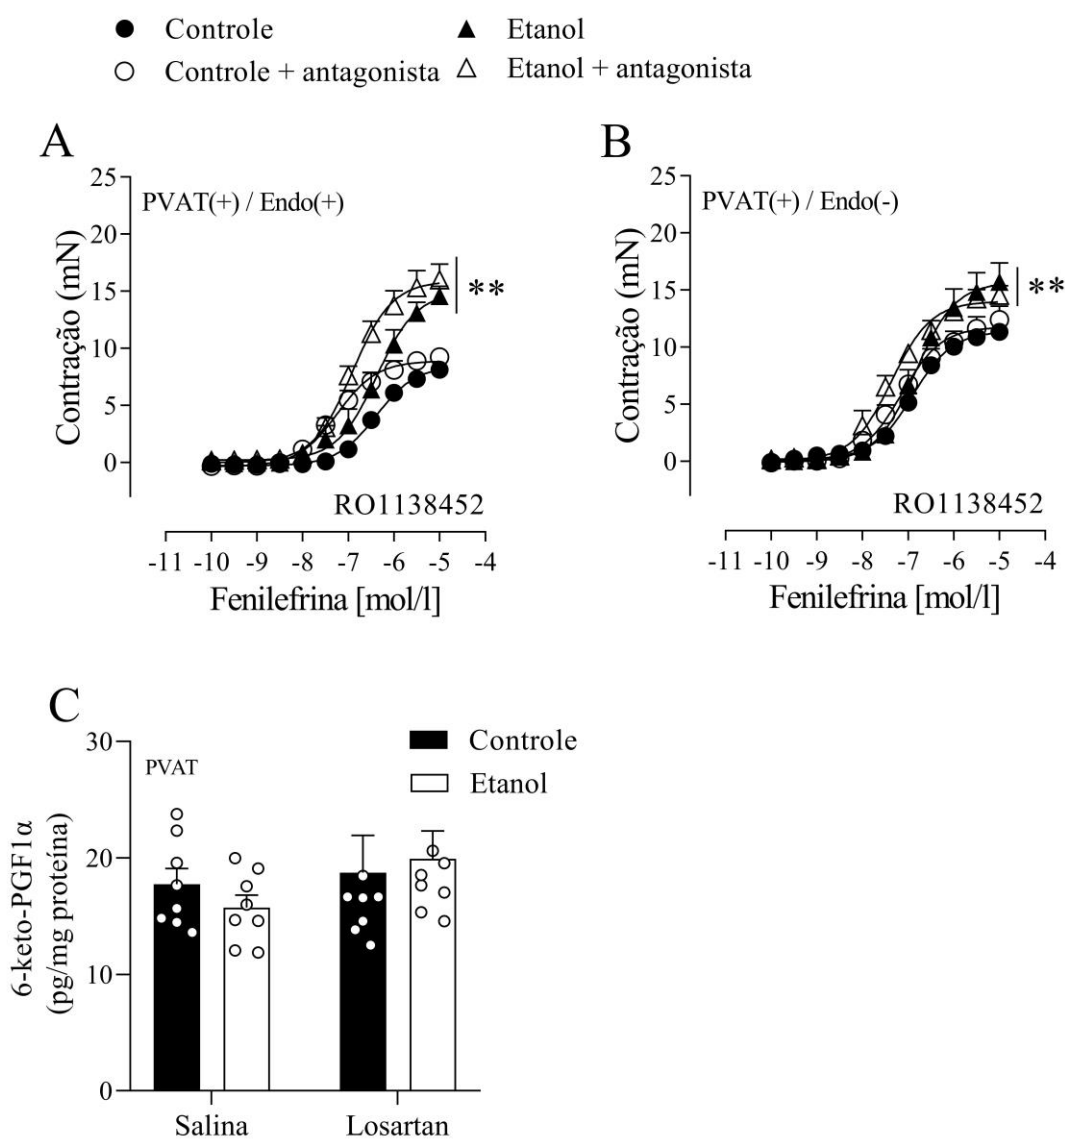 Controle
Etanol
Controle + antagonista
Etanol + antagonista
A
PVAT(+) / Endo(+)
Contração (mN)
25
20
15
10
5
0
**
RO1138452
-11 -10 -9 -8 -7 -6 -5 -4
Fenilefrina [mol/l]
B
PVAT(+) / Endo(-)
Contração (mN)
25
20
15
10
5
0
**
RO1138452
-11 -10 -9 -8 -7 -6 -5 -4
Fenilefrina [mol/l]
C
PVAT
Controle
Etanol
6-keto-PGF1α
(pg/mg proteína)
30
20
10
0
Salina
Losartan